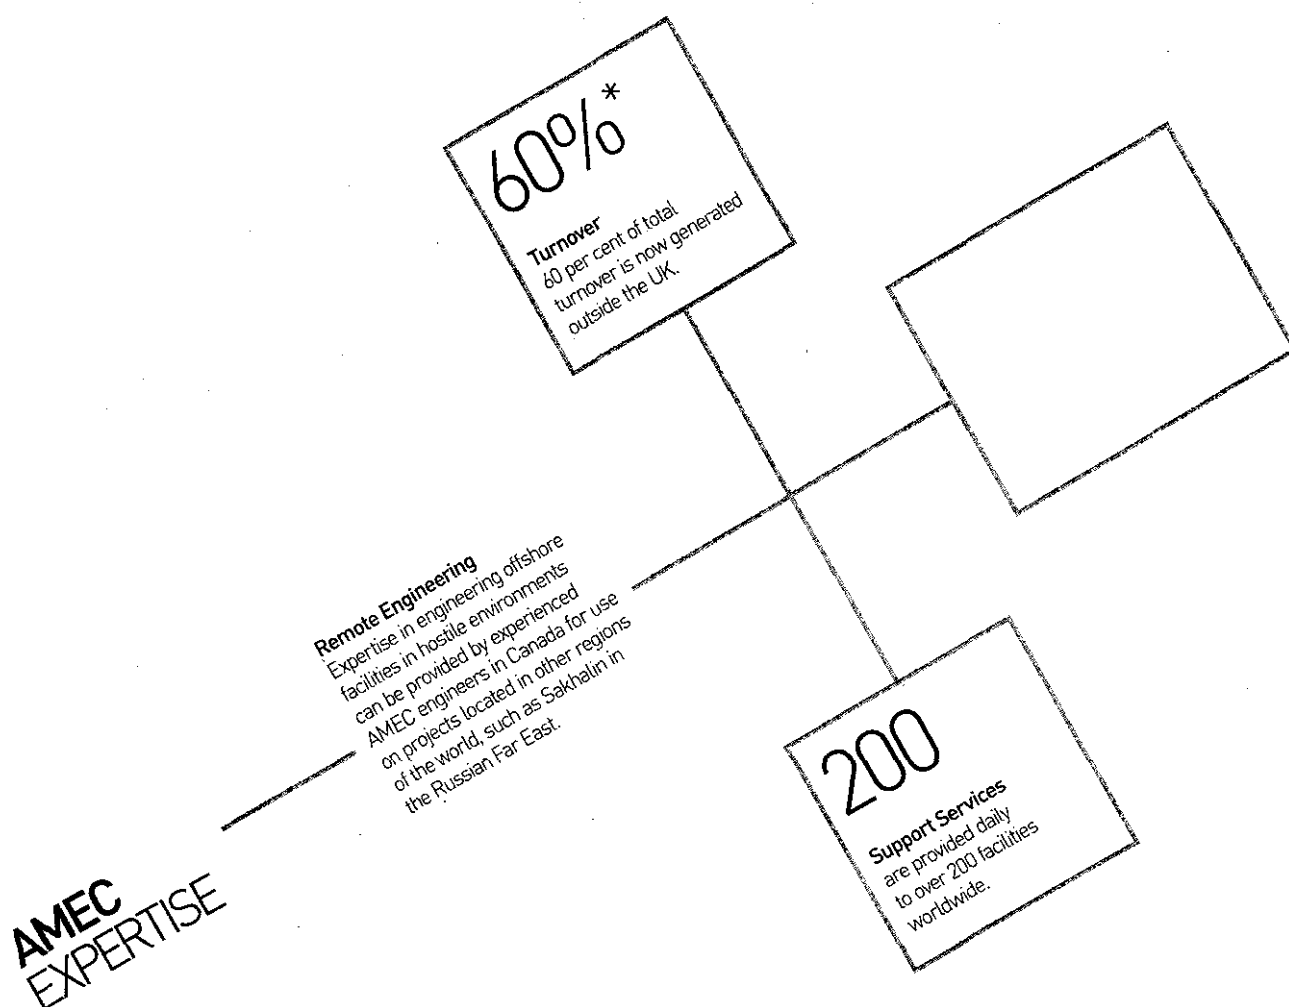 60%*
Turnover
60 per cent of total
turnover is now generated
outside the UK.
Remote Engineering
Expertise in engineering offshore
facilities in hostile environments
can be provided by experienced
AMEC engineers in Canada for use
on projects located in other regions
of the world, such as Sakhalin in
the Russian Far East.
200
Support Services
are provided daily
to over 200 facilities
worldwide.
AMEC
EXPERTISE